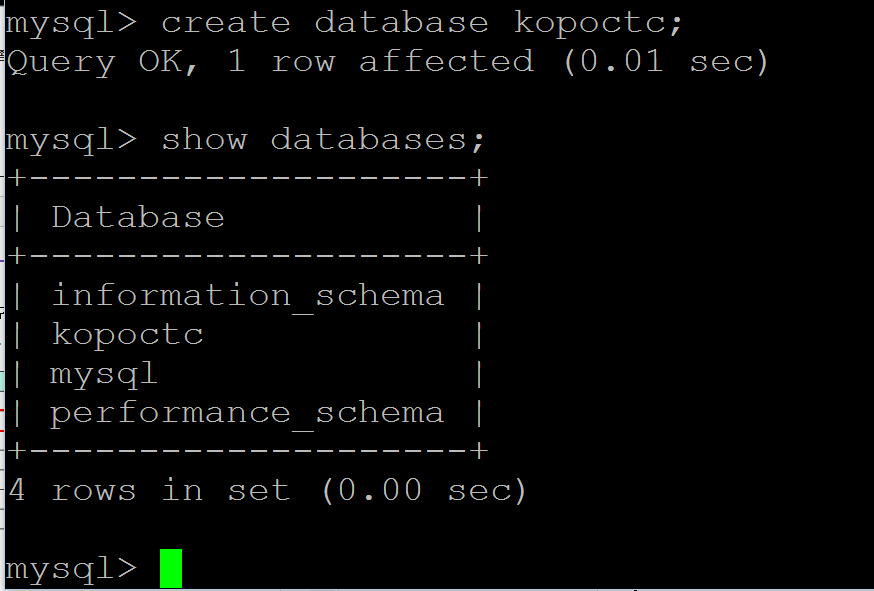 mysql> create database kopoctc;
Query OK, 1 row affected (0.01 sec)
mysql> show databases;
+--------------------+
| Database           |
+--------------------+
| information_schema |
| kopoctc            |
| mysql              |
| performance_schema |
+--------------------+
4 rows in set (0.00 sec)
mysql>